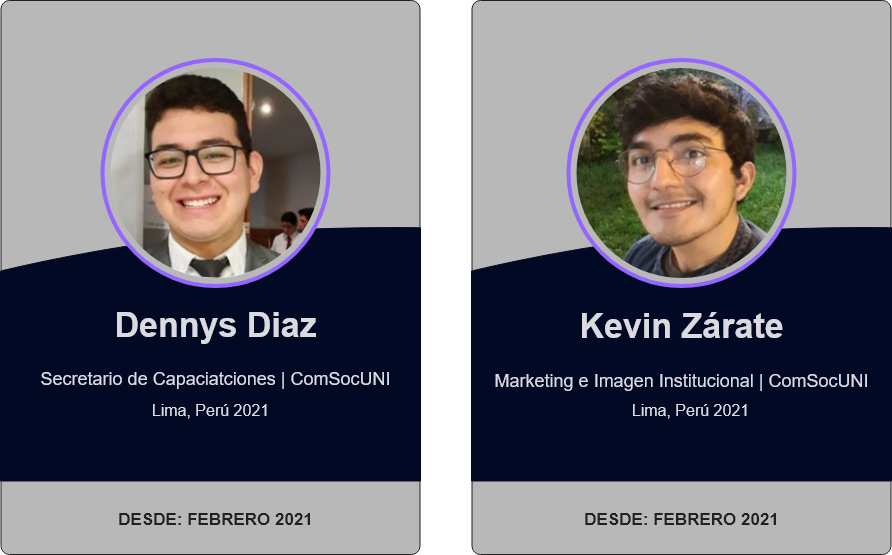 Dennys Diaz
Secretario de Capaciatciones | ComSocUNI
Lima, Perú 2021
DESDE: FEBRERO 2021
Kevin Zárate
Marketing e Imagen Institucional | ComSocUNI
Lima, Perú 2021
DESDE: FEBRERO 2021